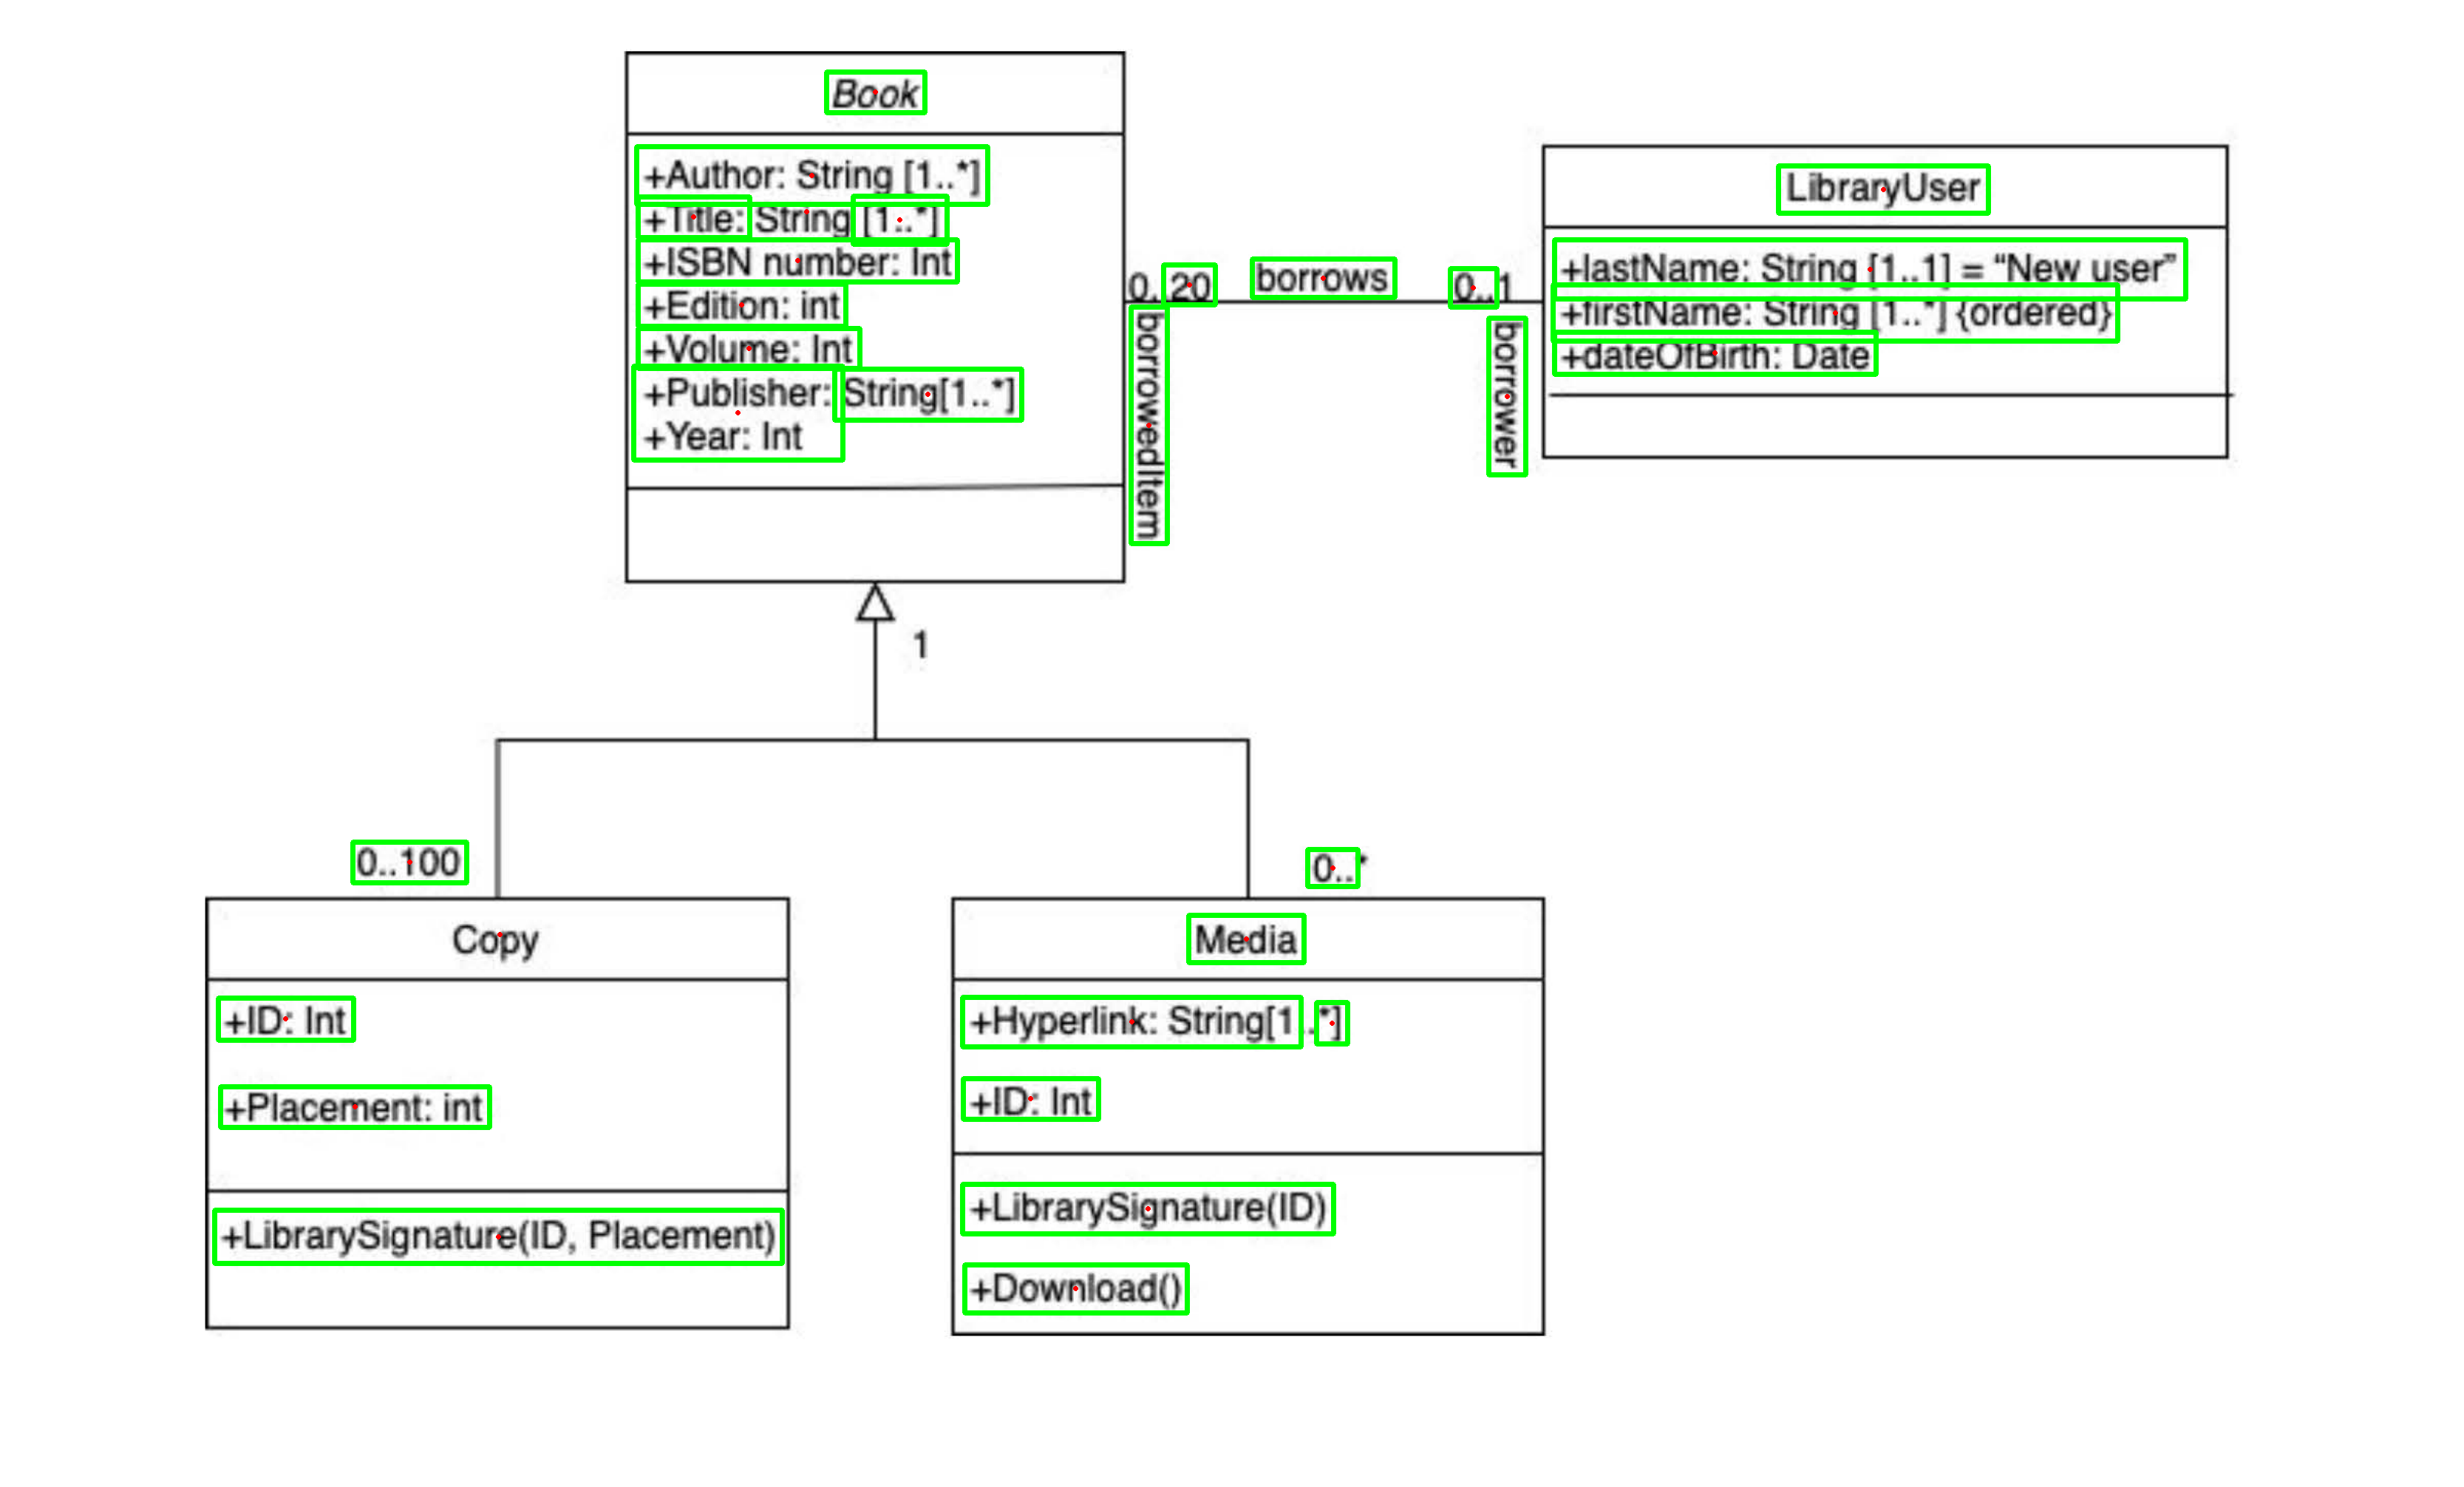 Book
+Author: String [1..*]
+Title: String [1..*]
+ISBN number: Int
+Edition: int
+Volume: Int
+Publisher: String[1..*]
+Year: Int
0..20
borrows
0..1
borrowedItem
borrower
LibraryUser
+lastName: String [1..1] = “New user”
+firstName: String [1..*] {ordered}
+dateOfBirth: Date
1
0..100
0..*
Copy
+ID: Int
+Placement: int
+LibrarySignature(ID, Placement)
Media
+Hyperlink: String[1..*]
+ID: Int
+LibrarySignature(ID)
+Download()